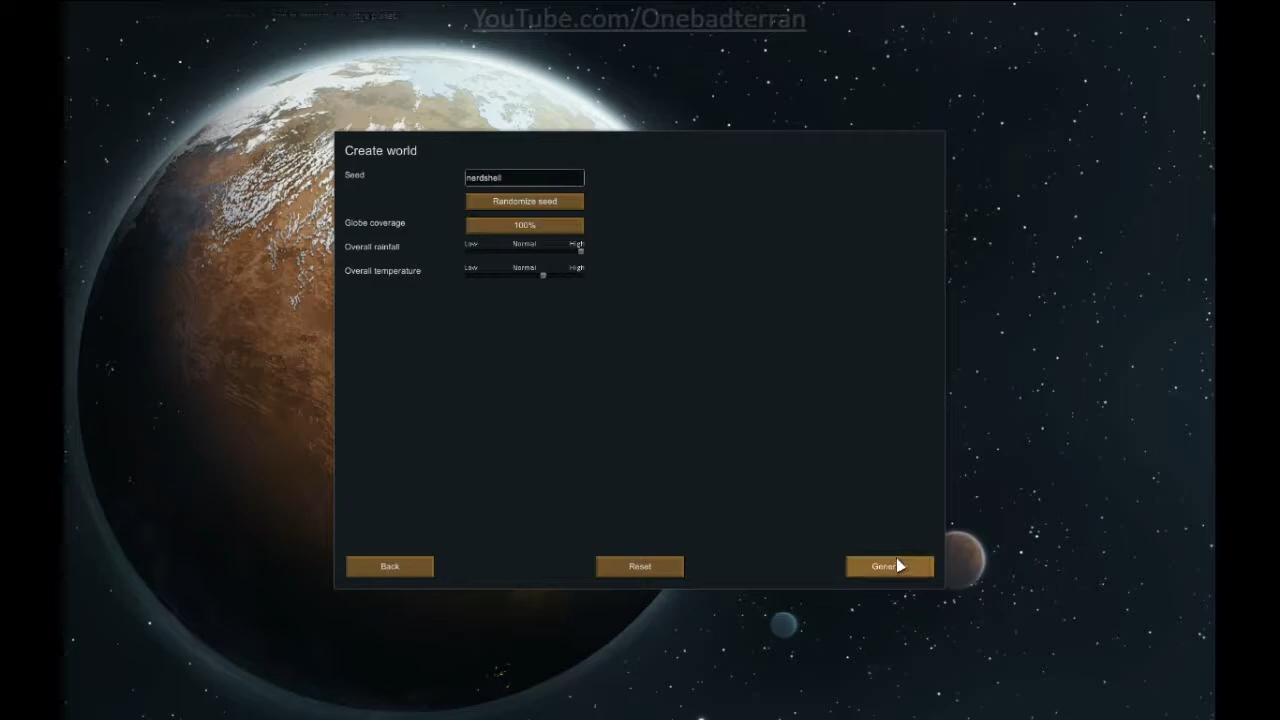 YouTube.com/Onebadterran
Create world
Seed
nerdshell
Randomize seed
Globe coverage
100%
Overall rainfall
Low Normal High
Overall temperature
Low Normal High
Back
Reset
Gener